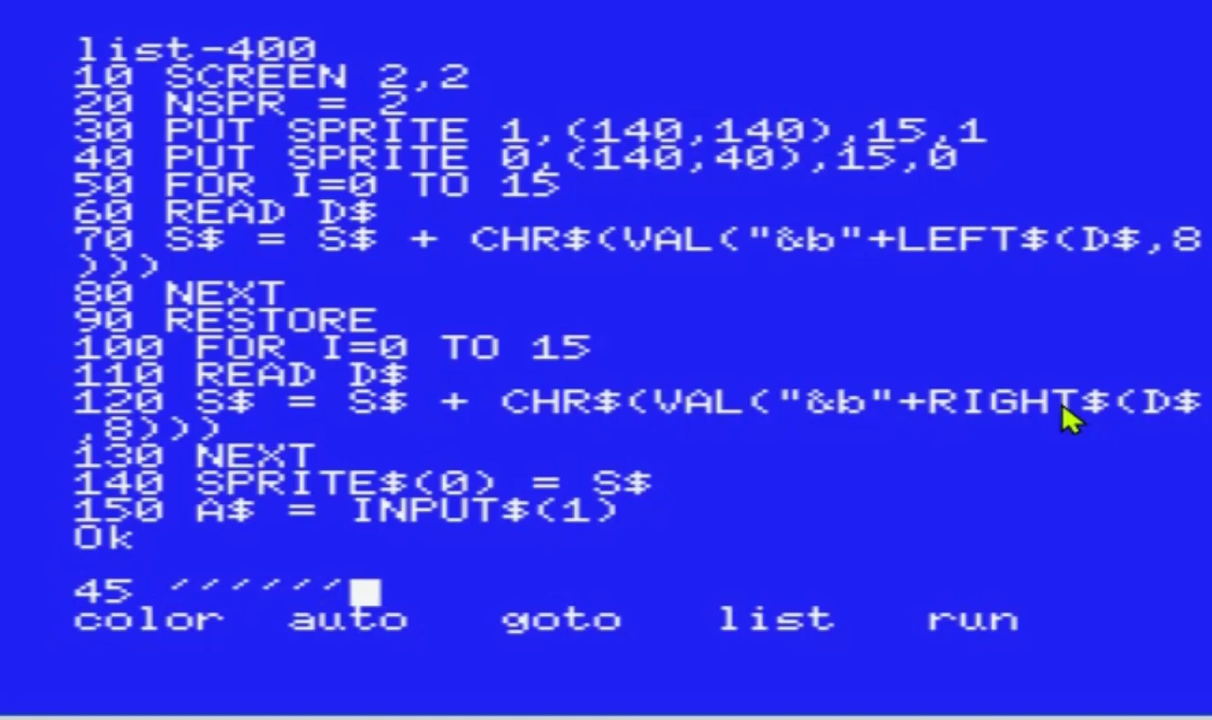 list-400
10 SCREEN 2,2
20 NSPR = 2
30 PUT SPRITE 1,(140,140),15,1
40 PUT SPRITE 0,(140,40),15,0
50 FOR I=0 TO 15
60 READ D$
70 S$ = S$ + CHR$(VAL("&b"+LEFT$(D$,8
)))
80 NEXT
90 RESTORE
100 FOR I=0 TO 15
110 READ D$
120 S$ = S$ + CHR$(VAL("&b"+RIGHT$(D$
,8)))
130 NEXT
140 SPRITE$(0) = S$
150 A$ = INPUT$(1)
Ok
45 ''''''
color auto goto list run